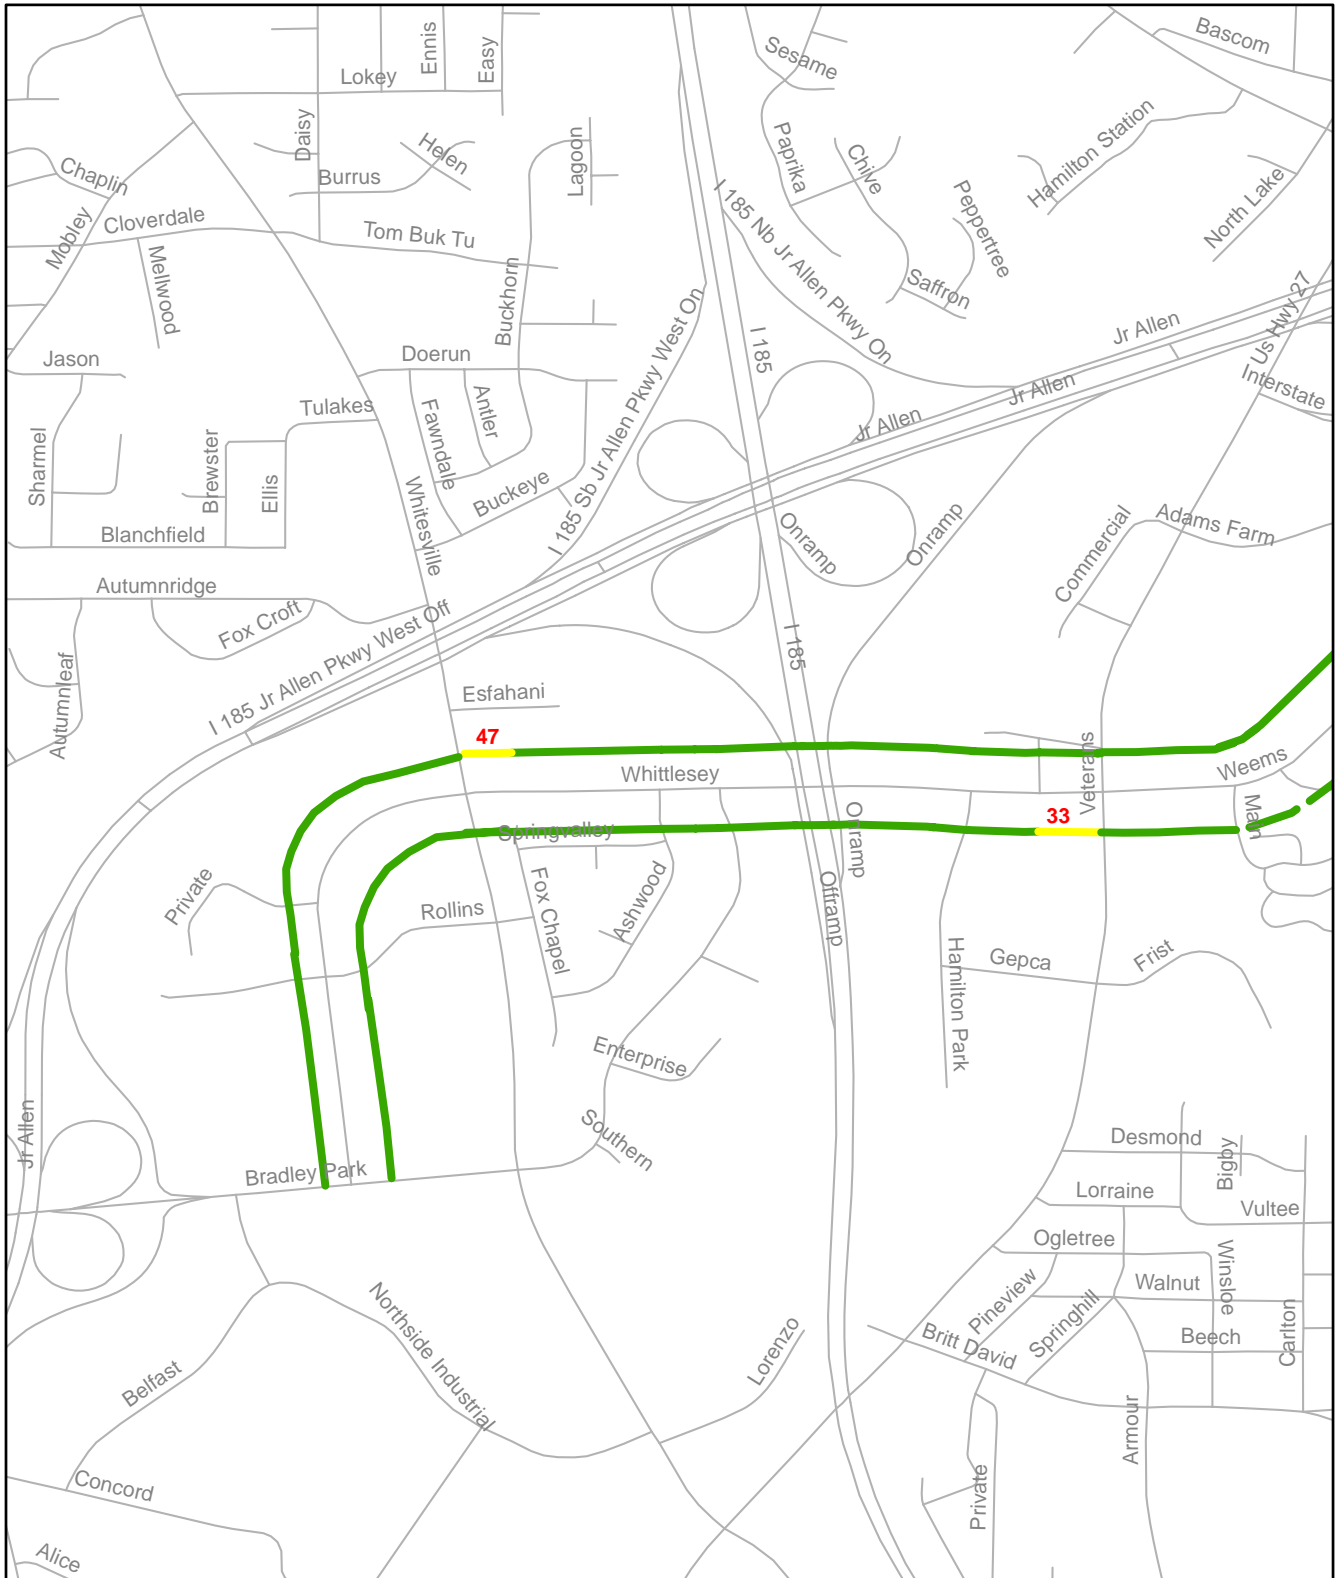 Bascom
Ennis
Easy
Sesame
Lokey
Daisy
Helen
Lagoon
Paprika
Chive
Hamilton Station
Chaplin
Burrus
Peppertree
North Lake
Mobley
Cloverdale
Tom Buk Tu
I 185 Nb Jr Allen Pkwy On
Mellwood
Buckhorn
Saffron
Us Hwy 27
Jr Allen
I 185
Jason
Doerun
I 185 Sb Jr Allen Pkwy West On
Interstate
Jr Allen
Tulakes
Antler
Fawndale
Jr Allen
Sharmel
Brewster
Ellis
Buckeye
Whitesville
Blanchfield
Onramp
Onramp
Commercial
Adams Farm
Autumnridge
Fox Croft
I 185 Jr Allen Pkwy West Off
I 185
Autumnleaf
Esfahani
47
Veterans
Weems
Whittlesey
33
Main
Springvalley
Onramp
Private
Rollins
Fox Chapel
Ashwood
Offramp
Hamilton Park
Gepca
Frist
Enterprise
Southern
Jr Allen
Bradley Park
Desmond
Bigby
Lorraine
Vultee
Ogletree
Winsloe
Pineview
Walnut
Springhill
Carlton
Northside Industrial
Lorenzo
Britt David
Beech
Belfast
Armour
Concord
Private
Alice